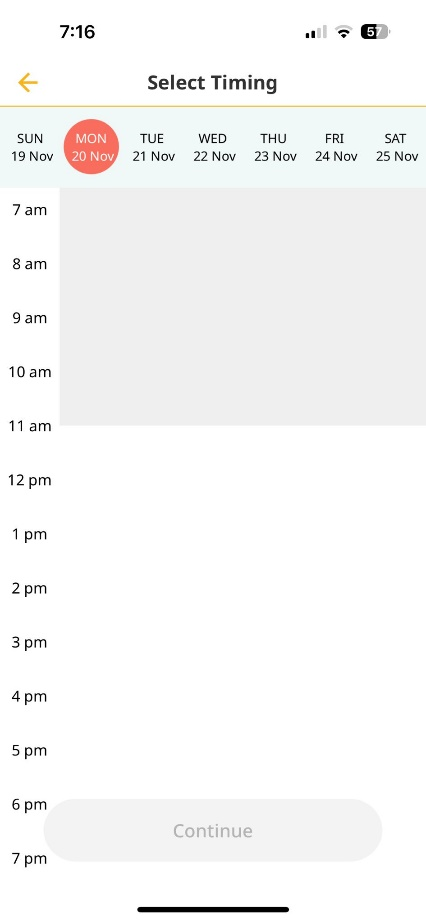 7:16
57
Select Timing
SUN MON TUE WED THU FRI SAT
19 Nov 20 Nov 21 Nov 22 Nov 23 Nov 24 Nov 25 Nov
7 am
8 am
9 am
10 am
11 am
12 pm
1 pm
2 pm
3 pm
4 pm
5 pm
6 pm
Continue
7 pm